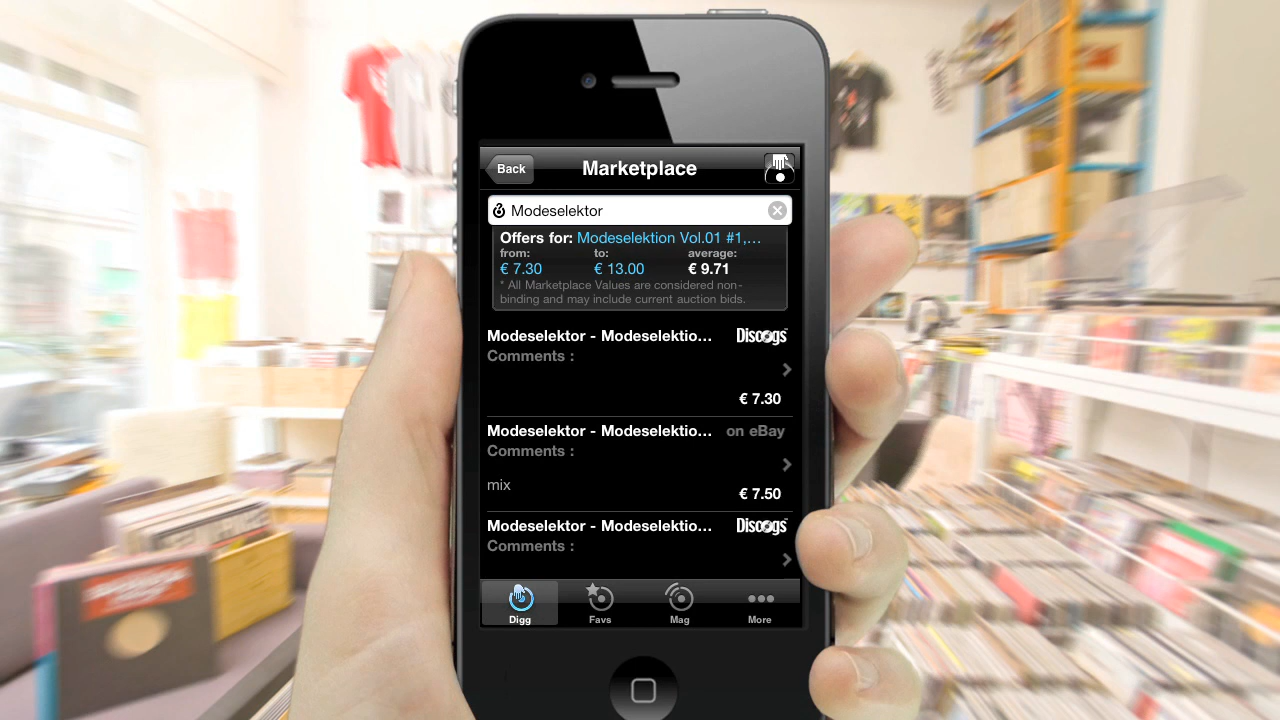 Back
Marketplace
Modeselektor
Offers for: Modeselektion Vol.01 #1,...
from: to: average:
€ 7.30 € 13.00 € 9.71
* All Marketplace Values are considered non-
binding and may include current auction bids.
Modeselektor - Modeselektio... Discogs
Comments :
€ 7.30
Modeselektor - Modeselektio... on eBay
Comments :
mix
€ 7.50
Modeselektor - Modeselektio... Discogs
Comments :
Digg Favs Mag More